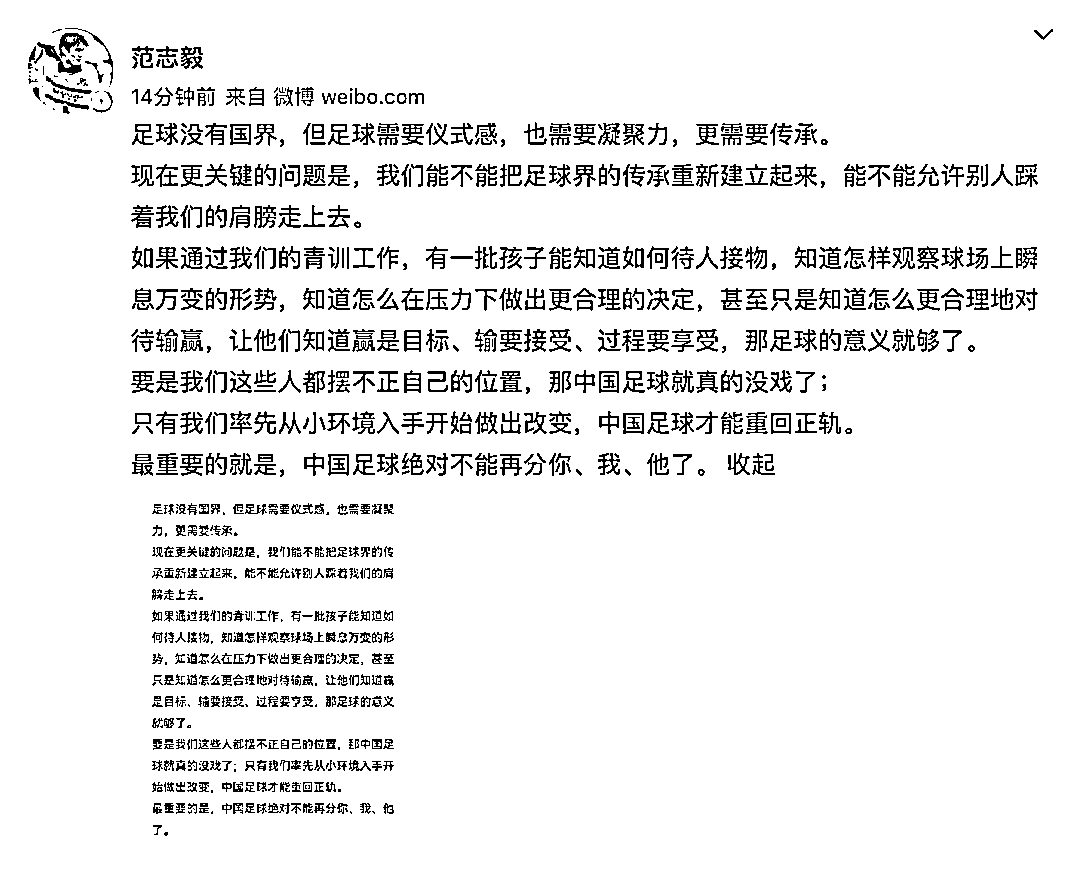 范志毅
14分钟前 来自 微博 weibo.com
足球没有国界，但足球需要仪式感，也需要凝聚力，更需要传承。
现在更关键的问题是，我们能不能把足球界的传承重新建立起来，能不能允许别人踩
着我们的肩膀走上去。
如果通过我们的青训工作，有一批孩子能知道如何待人接物，知道怎样观察球场上瞬
息万变的形势，知道怎么在压力下做出更合理的决定，甚至只是知道怎么更合理地对
待输赢，让他们知道赢是目标、输要接受、过程要享受，那足球的意义就够了。
要是我们这些人都摆不正自己的位置，那中国足球就真的没戏了；
只有我们率先从小环境入手开始做出改变，中国足球才能重回正轨。
最重要的就是，中国足球绝对不能再分你、我、他了。 收起
足球没有国界，但足球需要仪式感，也需要凝聚
力，更需要传承。
现在更关键的问题是，我们能不能把足球界的传
承重新建立起来，能不能允许别人踩着我们的肩
膀走上去。
如果通过我们的青训工作，有一批孩子能知道如
何待人接物，知道怎样观察球场上瞬息万变的形
势，知道怎么在压力下做出更合理的决定，甚至
只是知道怎么更合理地对待输赢，让他们知道赢
是目标、输要接受、过程要享受，那足球的意义
就够了。
要是我们这些人都摆不正自己的位置，那中国足
球就真的没戏了；只有我们率先从小环境入手开
始做出改变，中国足球才能重回正轨。
最重要的是，中国足球绝对不能再分你、我、他
了。